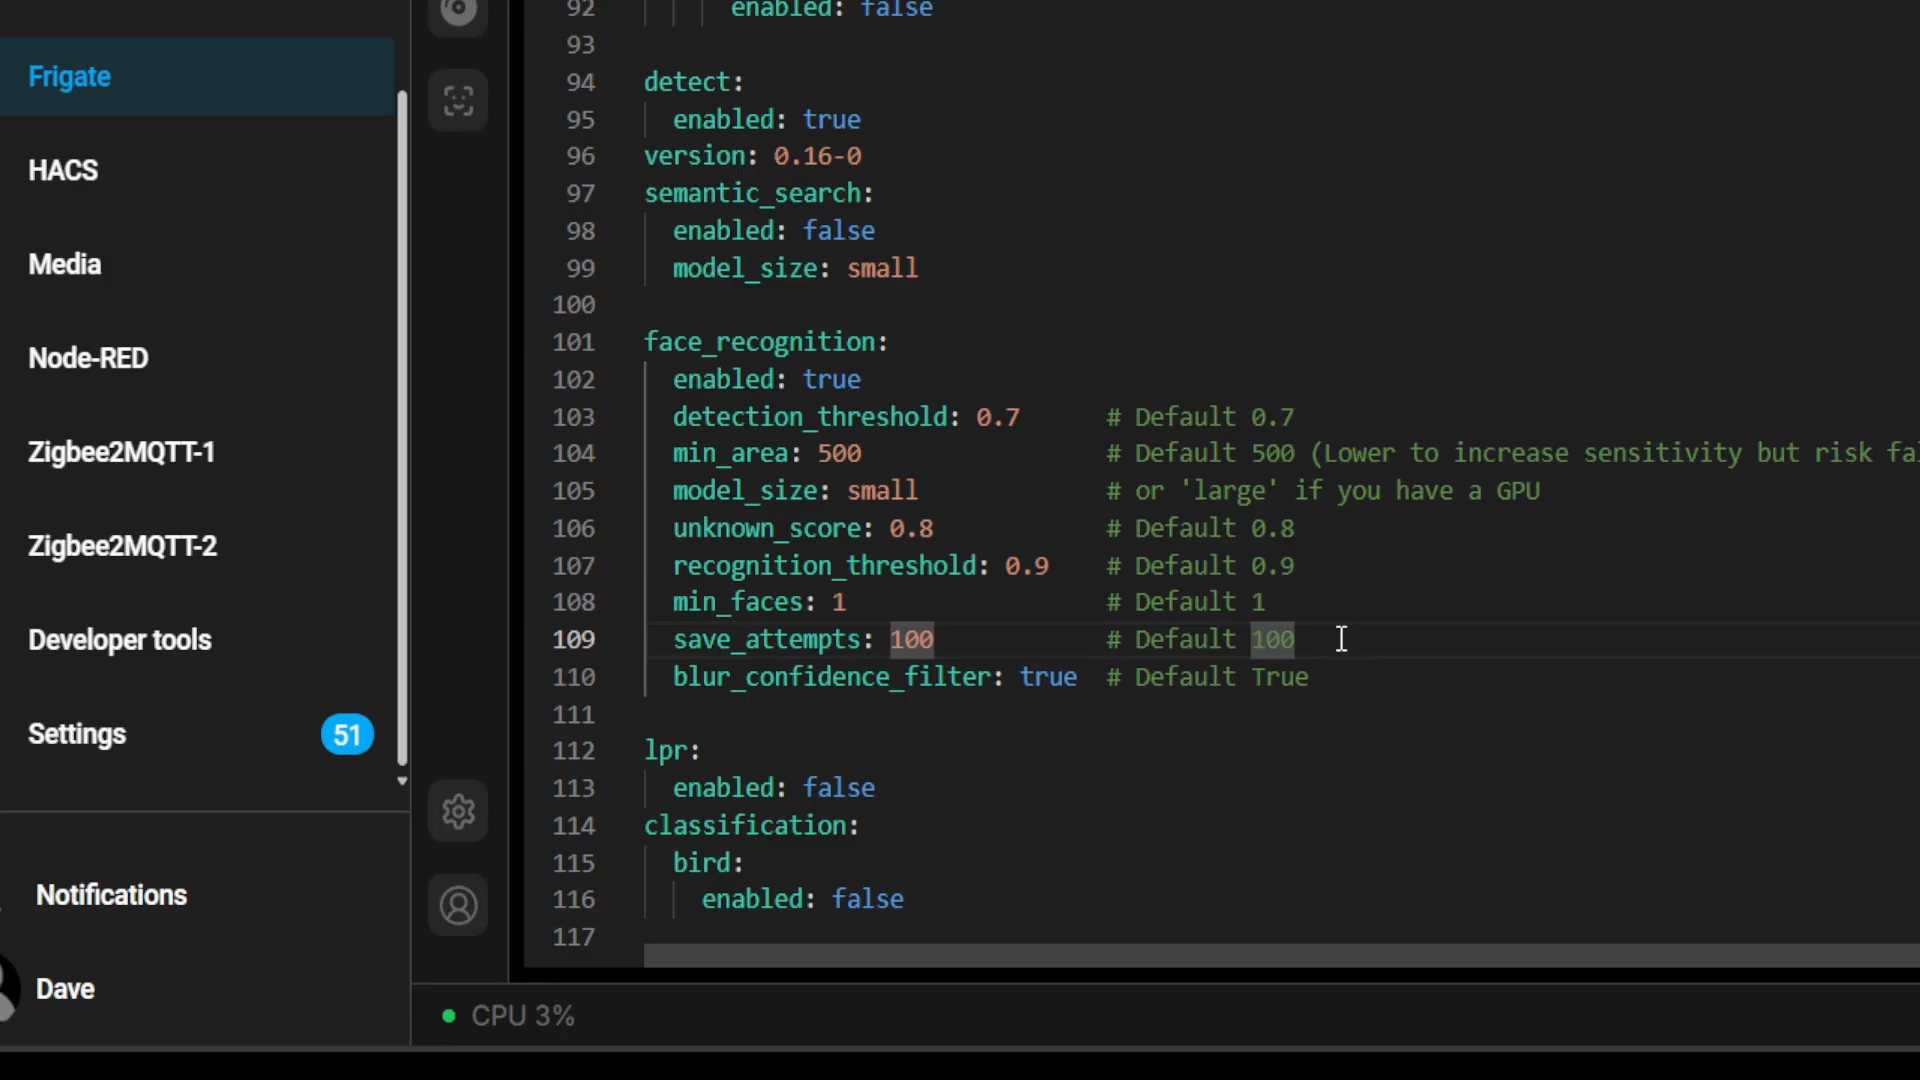 Frigate
HACS
Media
Node-RED
Zigbee2MQTT-1
Zigbee2MQTT-2
Developer tools
Settings 51
Notifications
Dave
92 enabled: false
93
94 detect:
95 enabled: true
96 version: 0.16-0
97 semantic_search:
98 enabled: false
99 model_size: small
100
101 face_recognition:
102 enabled: true
103 detection_threshold: 0.7 # Default 0.7
104 min_area: 500 # Default 500 (Lower to increase sensitivity but risk fal
105 model_size: small # or 'large' if you have a GPU
106 unknown_score: 0.8 # Default 0.8
107 recognition_threshold: 0.9 # Default 0.9
108 min_faces: 1 # Default 1
109 save_attempts: 100 # Default 100
110 blur_confidence_filter: true # Default True
111
112 lpr:
113 enabled: false
114 classification:
115 bird:
116 enabled: false
117
CPU 3%